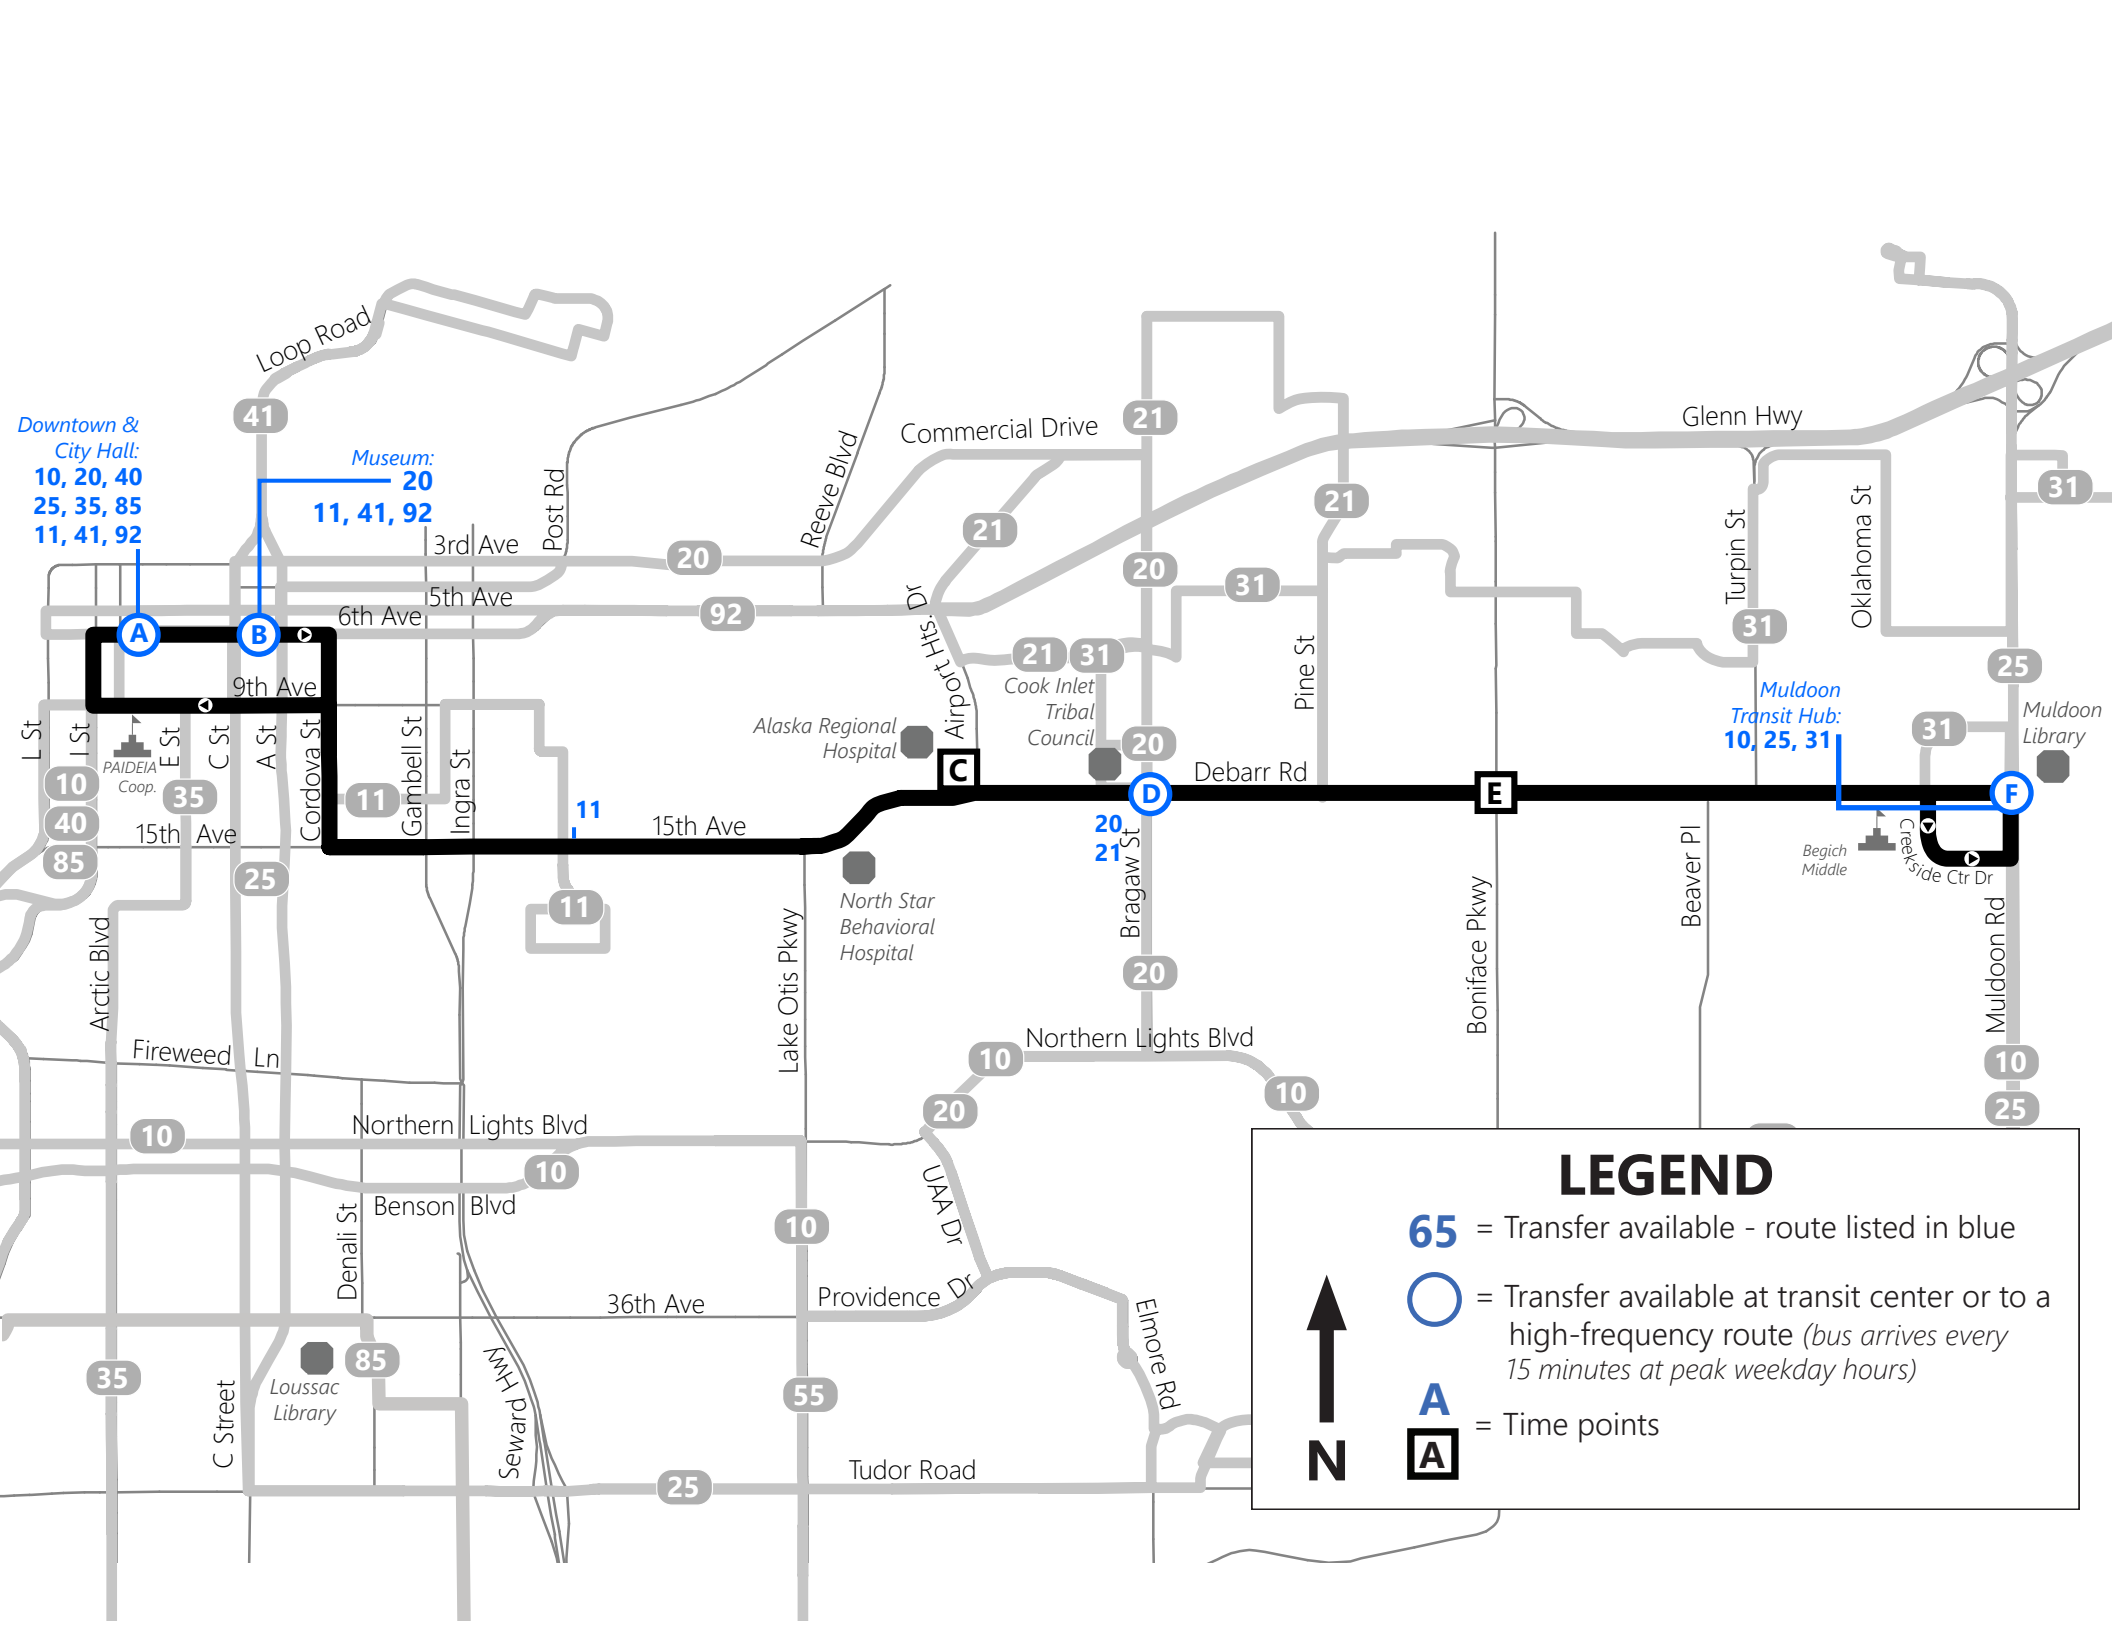 Loop Road
41
Downtown &
City Hall:
10, 20, 40
25, 35, 85
11, 41, 92
Museum:
20
11, 41, 92
Post Rd
Reeve Blvd
Commercial Drive
21
21
21
Glenn Hwy
31
3rd Ave
20
5th Ave
6th Ave
92
20
31
Airport Hts. Dr
Turpin St
Oklahoma St
31
25
A
B
9th Ave
21
31
Cook Inlet
Tribal
Council
20
Pine St
Muldoon
Transit Hub:
10, 25, 31
31
Muldoon
Library
L St
I St
PAIDEIA
Coop.
E St
C St
A St
Cordova St
Gambell St
Ingra St
Alaska Regional
Hospital
C
Debarr Rd
D
E
F
10
40
85
35
11
15th Ave
25
11
15th Ave
20
21
Bragaw St
Beaver Pl
Begich
Middle
Creekside Ctr Dr
11
North Star
Behavioral
Hospital
Arctic Blvd
Lake Otis Pkwy
20
Boniface Pkwy
Muldoon Rd
Fireweed Ln
Northern Lights Blvd
10
10
20
10
25
10
Northern Lights Blvd
10
Benson Blvd
Denali St
10
UAA Dr
36th Ave
Providence Dr
Elmore Rd
35
85
Loussac
Library
C Street
Seward Hwy
55
25
Tudor Road
LEGEND
65 = Transfer available - route listed in blue
= Transfer available at transit center or to a
high-frequency route (bus arrives every
15 minutes at peak weekday hours)
A
= Time points
A
N